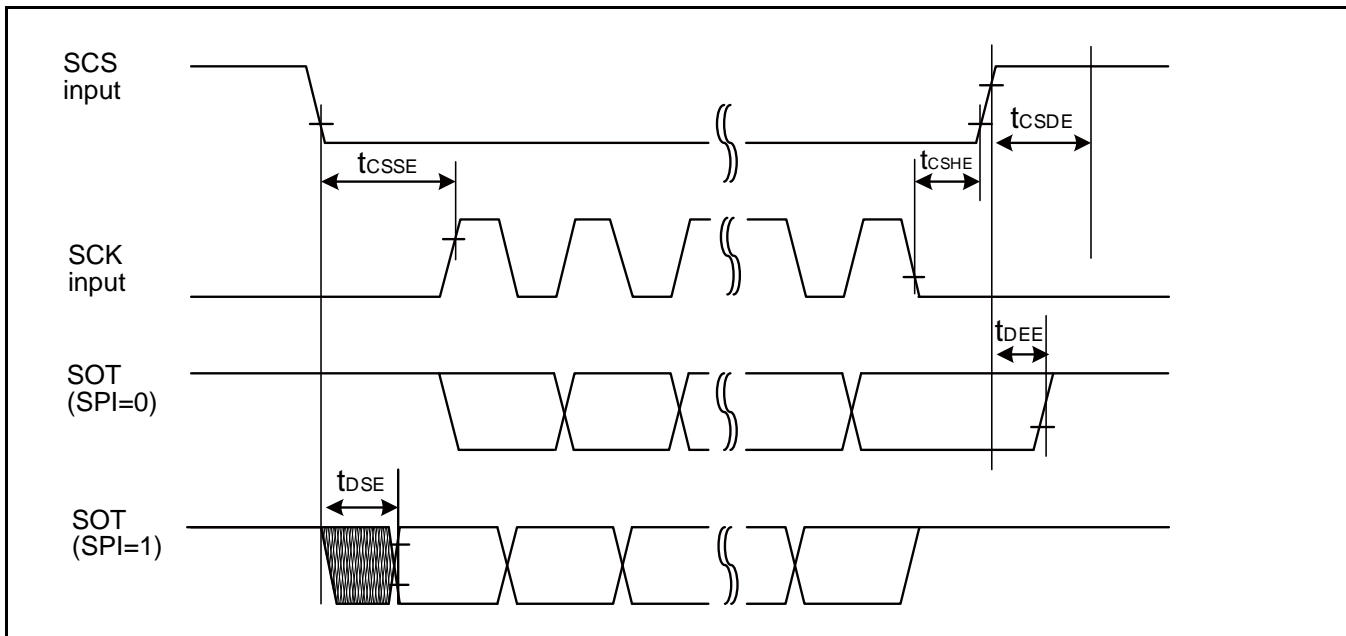 SCS
input
tCSDE
tCSSE
tCSHE
SCK
input
tDEE
SOT
(SPI=0)
tDSE
SOT
(SPI=1)